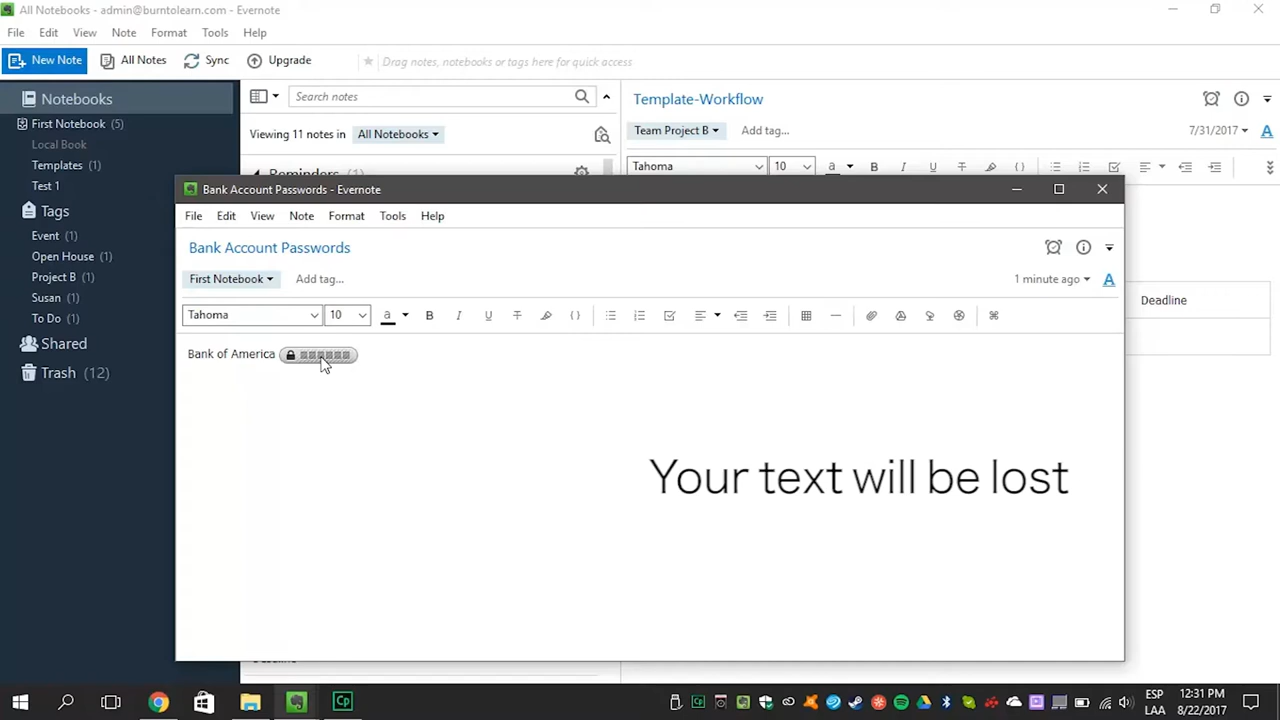 All Notes - admin@burntolearn.com - Evernote
File Edit View Note Format Tools Help
New Note All Notes Sync Upgrade Drag notes, notebooks or tags here for quick access
Notebooks
First Notebook (5)
Local Book
Templates (1)
Test 1
Tags
Event (1)
Open House (1)
Project B (1)
Susan (1)
To Do (1)
Shared
Trash (12)
Search notes
Viewing 11 notes in All Notebooks
Reminders (1)
Template-Workflow
Team Project B Add tag... 7/31/2017
Tahoma 10
Deadline
Bank Account Passwords - Evernote
File Edit View Note Format Tools Help
Bank Account Passwords
First Notebook Add tag... 1 minute ago
Tahoma 10
Bank of America
Your text will be lost
Deadline
ESP
LAA
12:31 PM
8/22/2017